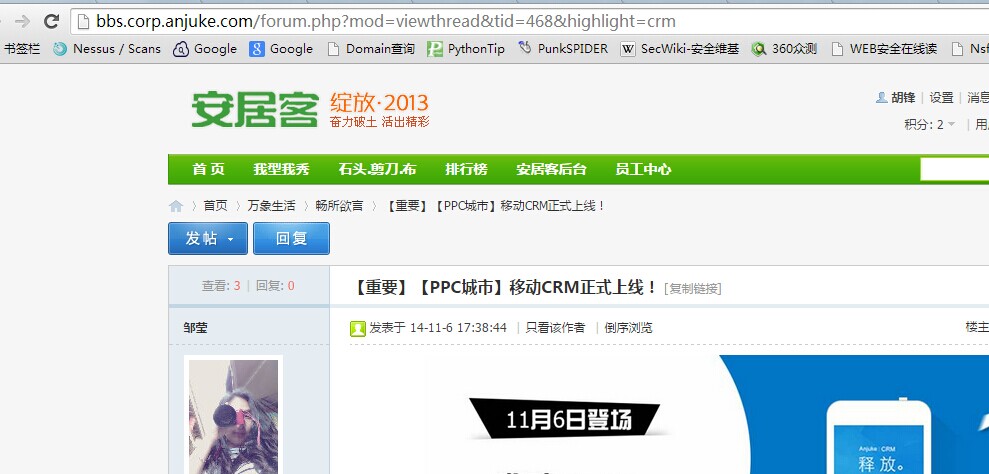 bbs.corp.anjuke.com/forum.php?mod=viewthread&tid=468&highlight=crm
书签栏 Nessus / Scans Google Google Domain查询 PythonTip PunkSPIDER SecWiki-安全维基 360众测 WEB安全在线读 Nsf
安居客 绽放·2013
奋力破土 活出精彩
胡锋 | 设置 | 消息
积分: 2 | 用
首 页 我型我秀 石头.剪刀.布 排行榜 安居客后台 员工中心
首页 › 万象生活 › 畅所欲言 › 【重要】【PPC城市】移动CRM正式上线！
发帖 回复
查看: 3 | 回复: 0
【重要】【PPC城市】移动CRM正式上线！ [复制链接]
邹莹
发表于 14-11-6 17:38:44 | 只看该作者 | 倒序浏览 楼主
11月6日登场
Anjuke | CRM
释放。